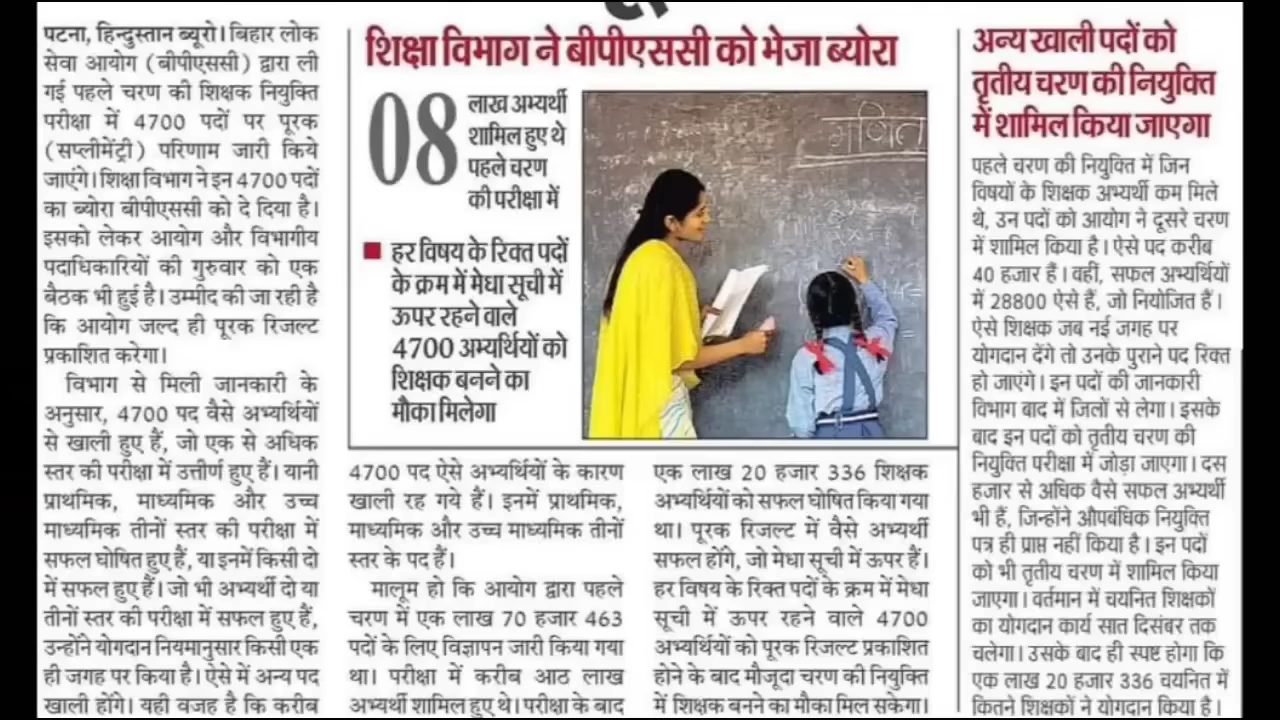 पटना, हिन्दुस्तान ब्यूरो। बिहार लोक
सेवा आयोग (बीपीएससी) द्वारा ली
गई पहले चरण की शिक्षक नियुक्ति
परीक्षा में 4700 पदों पर पूरक
(सप्लीमेंट्री) परिणाम जारी किये
जाएंगे। शिक्षा विभाग ने इन 4700 पदों
का ब्योरा बीपीएससी को दे दिया है।
इसको लेकर आयोग और विभागीय
पदाधिकारियों की गुरुवार को एक
बैठक भी हुई है। उम्मीद की जा रही है
कि आयोग जल्द ही पूरक रिजल्ट
प्रकाशित करेगा।
विभाग से मिली जानकारी के
अनुसार, 4700 पद वैसे अभ्यर्थियों
से खाली हुए हैं, जो एक से अधिक
स्तर की परीक्षा में उत्तीर्ण हुए हैं। यानी
प्राथमिक, माध्यमिक और उच्च
माध्यमिक तीनों स्तर की परीक्षा में
सफल घोषित हुए हैं, या इनमें किसी दो
में सफल हुए हैं। जो भी अभ्यर्थी दो या
तीनों स्तर की परीक्षा में सफल हुए हैं,
उन्होंने योगदान नियमानुसार किसी एक
ही जगह पर किया है। ऐसे में अन्य पद
खाली होंगे। यही वजह है कि करीब
शिक्षा विभाग ने बीपीएससी को भेजा ब्योरा
08
लाख अभ्यर्थी
शामिल हुए थे
पहले चरण
की परीक्षा में
हर विषय के रिक्त पदों
के क्रम में मेधा सूची में
ऊपर रहने वाले
4700 अभ्यर्थियों को
शिक्षक बनने का
मौका मिलेगा
गणित
4700 पद ऐसे अभ्यर्थियों के कारण
खाली रह गये हैं। इनमें प्राथमिक,
माध्यमिक और उच्च माध्यमिक तीनों
स्तर के पद हैं।
मालूम हो कि आयोग द्वारा पहले
चरण में एक लाख 70 हजार 463
पदों के लिए विज्ञापन जारी किया गया
था। परीक्षा में करीब आठ लाख
अभ्यर्थी शामिल हुए थे। परीक्षा के बाद
एक लाख 20 हजार 336 शिक्षक
अभ्यर्थियों को सफल घोषित किया गया
था। पूरक रिजल्ट में वैसे अभ्यर्थी
सफल होंगे, जो मेधा सूची में ऊपर हैं।
हर विषय के रिक्त पदों के क्रम में मेधा
सूची में ऊपर रहने वाले 4700
अभ्यर्थियों को पूरक रिजल्ट प्रकाशित
होने के बाद मौजूदा चरण की नियुक्ति
में शिक्षक बनने का मौका मिल सकेगा।
अन्य खाली पदों को
तृतीय चरण की नियुक्ति
में शामिल किया जाएगा
पहले चरण की नियुक्ति में जिन
विषयों के शिक्षक अभ्यर्थी कम मिले
थे, उन पदों को आयोग ने दूसरे चरण
में शामिल किया है। ऐसे पद करीब
40 हजार हैं। वहीं, सफल अभ्यर्थियों
में 28800 ऐसे हैं, जो नियोजित हैं।
ऐसे शिक्षक जब नई जगह पर
योगदान देंगे तो उनके पुराने पद रिक्त
हो जाएंगे। इन पदों की जानकारी
विभाग बाद में जिलों से लेगा। इसके
बाद इन पदों को तृतीय चरण की
नियुक्ति परीक्षा में जोड़ा जाएगा। दस
हजार से अधिक वैसे सफल अभ्यर्थी
भी हैं, जिन्होंने औपबंधिक नियुक्ति
पत्र ही प्राप्त नहीं किया है। इन पदों
को भी तृतीय चरण में शामिल किया
जाएगा। वर्तमान में चयनित शिक्षकों
का योगदान कार्य सात दिसंबर तक
चलेगा। उसके बाद ही स्पष्ट होगा कि
एक लाख 20 हजार 336 चयनित में
कितने शिक्षकों ने योगदान किया है।